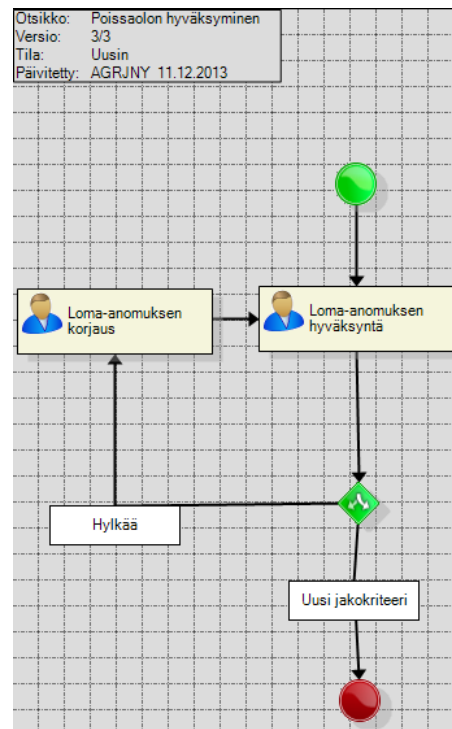 Otsikko: Poissaolon hyväksyminen
Versio: 3/3
Tila: Uusin
Päivitetty: AGRJNY 11.12.2013
Loma-anomuksen
korjaus
Loma-anomuksen
hyväksyntä
Hylkää
Uusi jakokriteeri